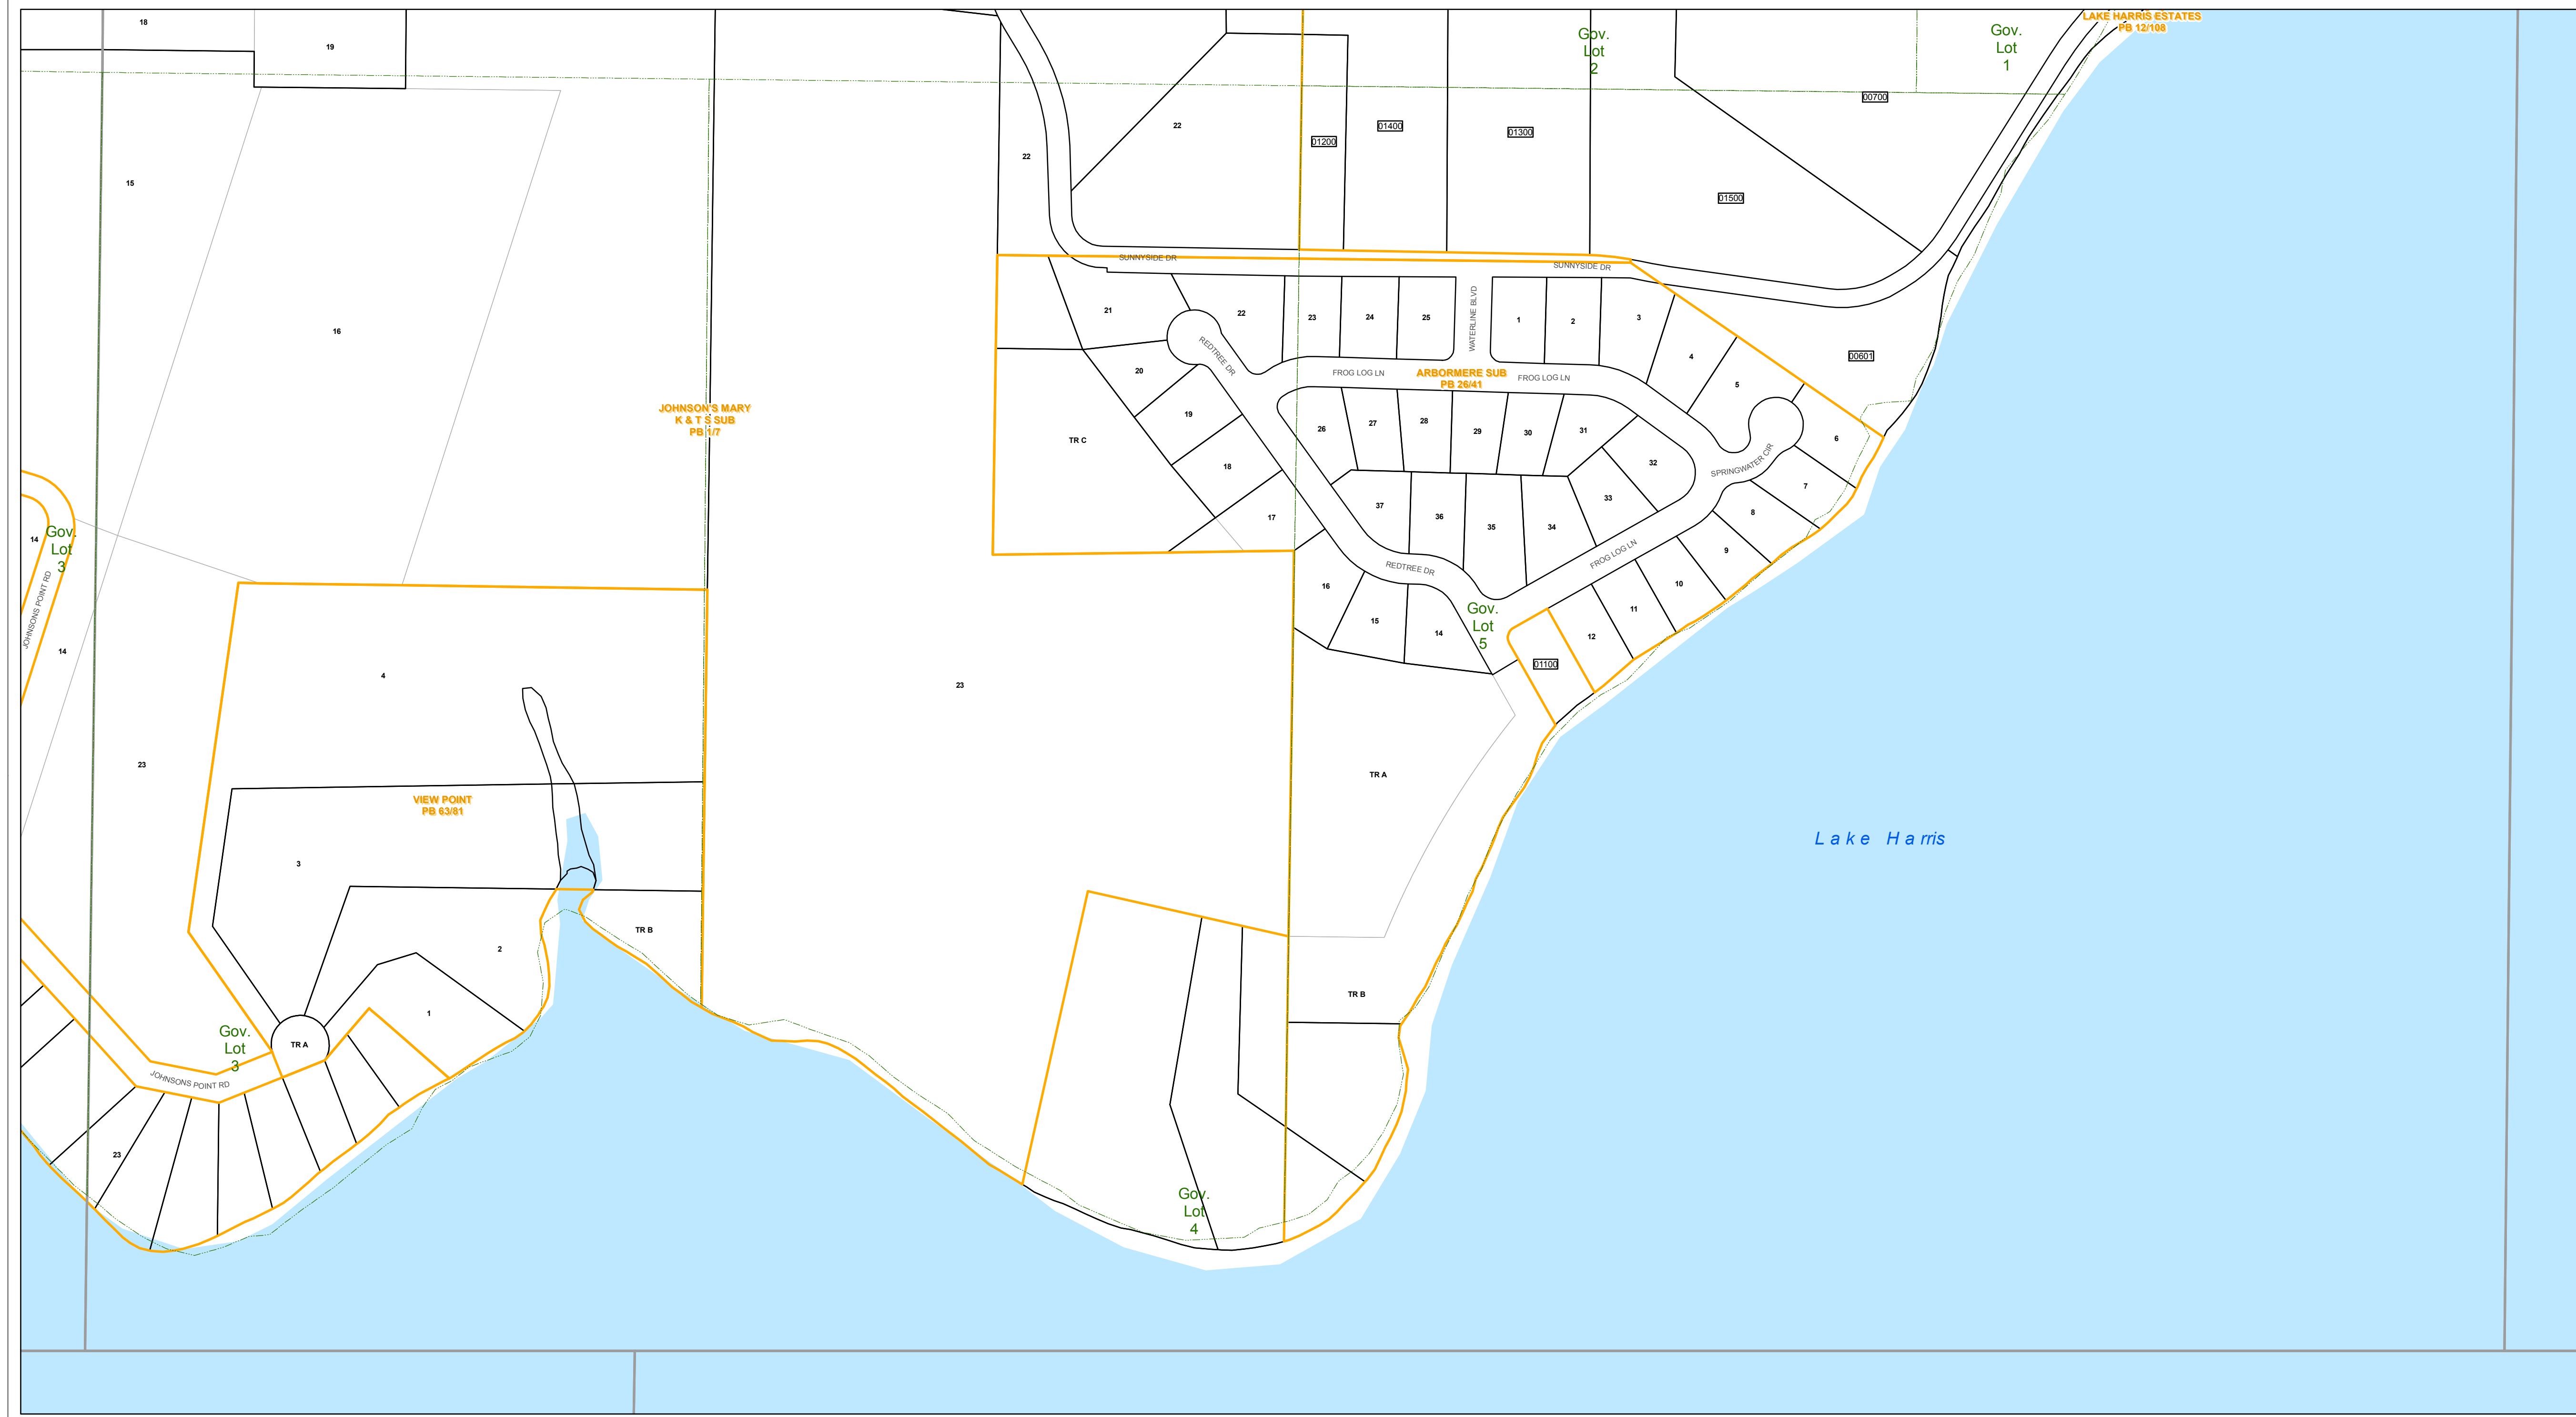 18
19
LAKE HARRIS ESTATES
PB 12/108
Gov.
Lot
2
Gov.
Lot
1
00700
22
01200
01400
01300
22
15
01500
SUNNYSIDE DR
SUNNYSIDE DR
21
22
23
24
25
WATERLINE BLVD
1
2
3
16
REDTREE DR
4
00601
20
FROG LOG LN
ARBORMERE SUB
PB 26/41
FROG LOG LN
5
JOHNSON'S MARY
K & T S SUB
PB 1/7
19
26
27
28
29
30
31
6
TR C
18
32
SPRINGWATER CIR
7
33
37
36
35
34
8
17
14
Gov.
Lot
3
JOHNSONS POINT RD
14
FROG LOG LN
9
REDTREE DR
16
10
15
14
Gov.
Lot
5
11
12
01100
4
23
23
TR A
VIEW POINT
PB 63/81
Lake Harris
3
2
TR B
TR B
1
Gov.
Lot
3
TR A
JOHNSONS POINT RD
23
Gov.
Lot
4